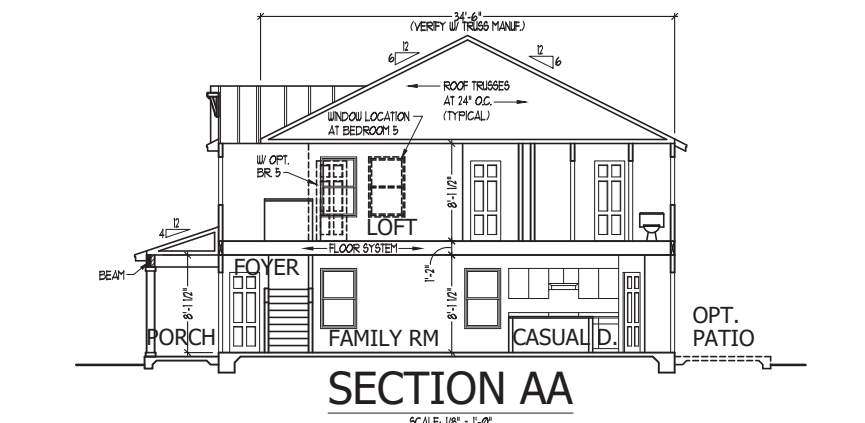 34'-6"
(VERIFY W/ TRUSS MANUF.)
12
6
12
6
ROOF TRUSSES
AT 24" O.C.
(TYPICAL)
WINDOW LOCATION
AT BEDROOM 5
W/ OPT.
BR. 5
8'-1 1/2"
LOFT
12
4
FLOOR SYSTEM
1'-2"
BEAM
FOYER
8'-1 1/2"
8'-1 1/2"
PORCH
FAMILY RM
CASUAL D.
OPT.
PATIO
SECTION AA
SCALE: 1/8" = 1'-0"